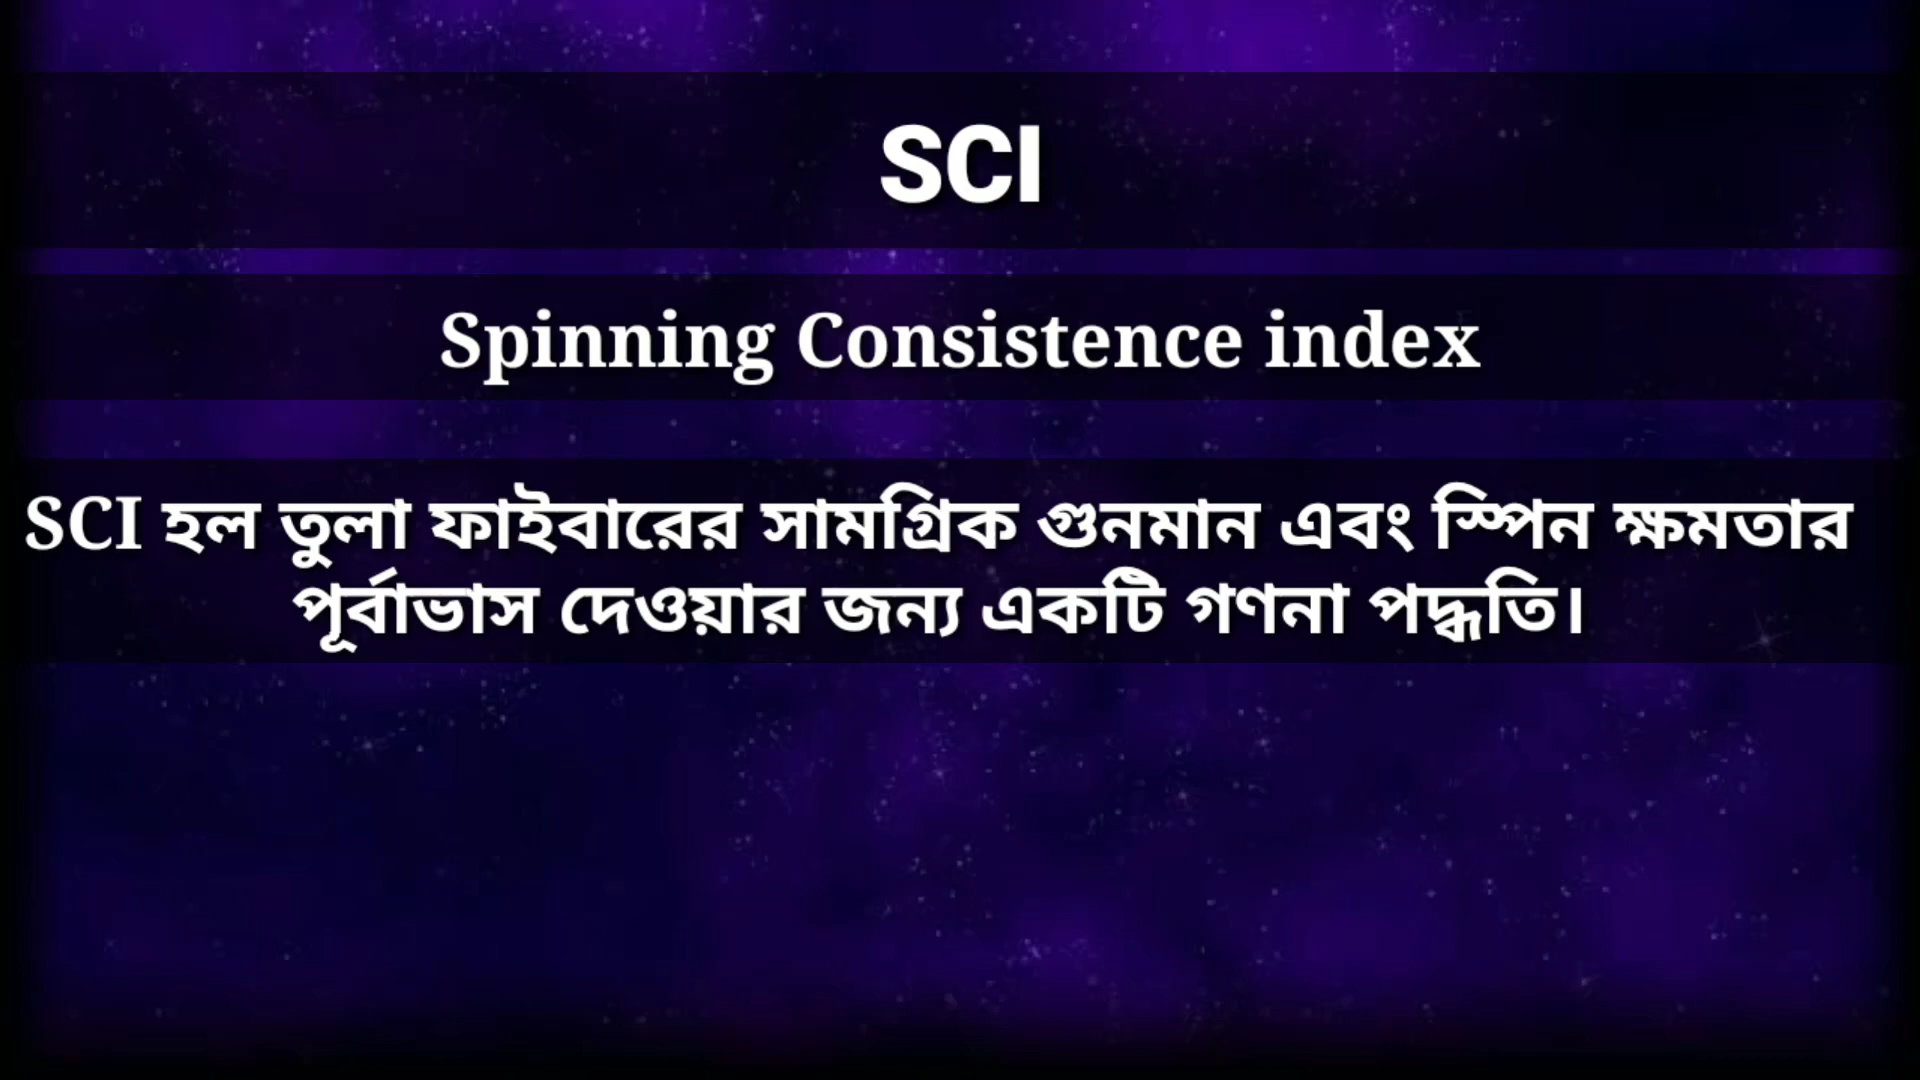 SCI
Spinning Consistence index
SCI হল তুলা ফাইবারের সামগ্রিক গুনমান এবং স্পিন ক্ষমতার
পূর্বাভাস দেওয়ার জন্য একটি গণনা পদ্ধতি।